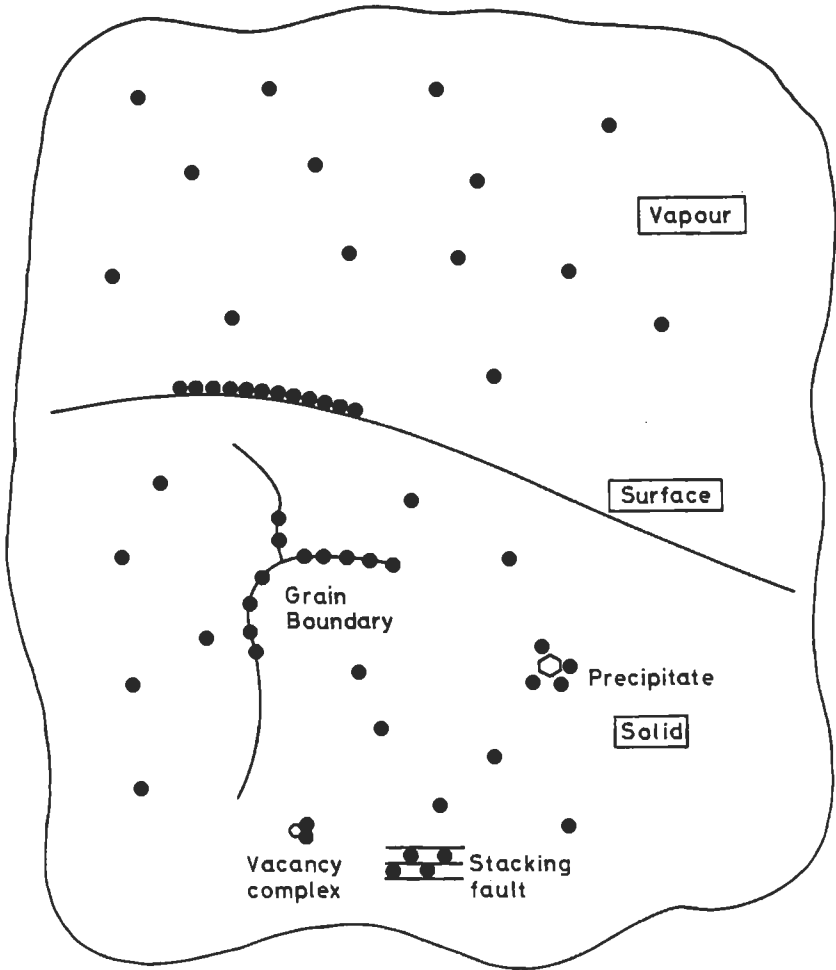 Vapour
Surface
Grain
Boundary
Precipitate
Solid
Vacancy
complex
Stacking
fault